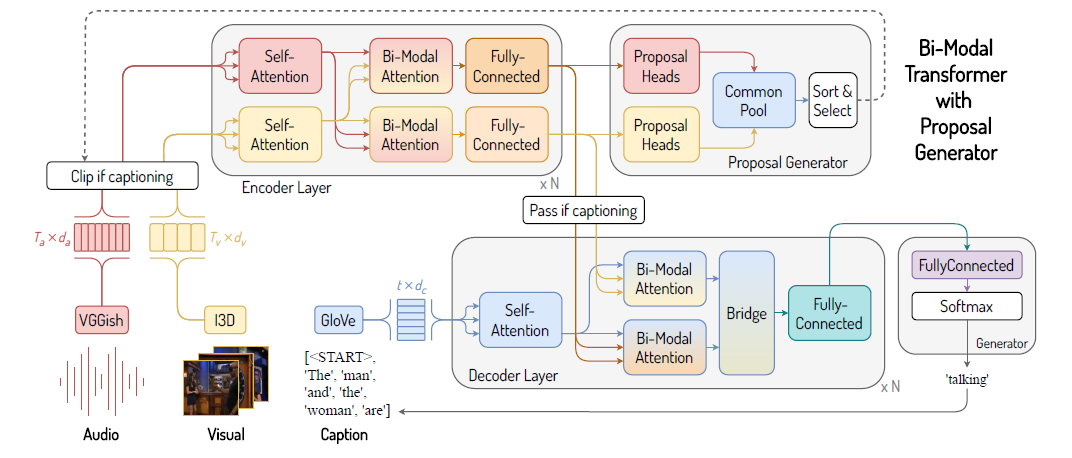 Bi-Modal
Transformer
with
Proposal
Generator
Self-
Attention
Bi-Modal
Attention
Fully-
Connected
Self-
Attention
Bi-Modal
Attention
Fully-
Connected
Encoder Layer
x N
Proposal
Heads
Proposal
Heads
Common
Pool
Sort &
Select
Proposal Generator
Clip if captioning
Pass if captioning
Tₐ × dₐ
Tᵥ × dᵥ
VGGish
I3D
Audio
Visual
GloVe
t × d꜀
[<START>,
'The', 'man',
'and', 'the',
'woman', 'are']
Caption
Self-
Attention
Bi-Modal
Attention
Bi-Modal
Attention
Bridge
Fully-
Connected
Decoder Layer
x N
FullyConnected
Softmax
Generator
'talking'